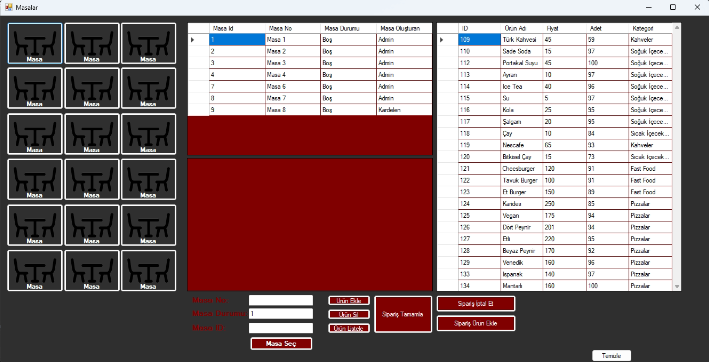 Masalar
Masa Masa Masa
Masa Masa Masa
Masa Masa Masa
Masa Masa Masa
Masa Masa Masa
Masa Masa Masa
Masa Id Masa No Masa Durumu Masa Oluşturan
1 Masa 1 Boş Admin
2 Masa 2 Boş Admin
3 Masa 3 Boş Admin
4 Masa 4 Boş Admin
7 Masa 6 Boş Admin
8 Masa 7 Boş Admin
9 Masa 8 Boş Kardelen
ID Ürün Adı Fiyat Adet Kategori
109 Türk Kahvesi 45 59 Kahveler
110 Sade Soda 15 97 Soğuk İçece...
112 Portakal Suyu 45 100 Soğuk İçece...
113 Ayran 10 97 Soğuk İçece...
114 Ice Tea 40 96 Soğuk İçece...
115 Su 5 97 Soğuk İçece...
116 Kola 25 95 Soğuk İçece...
117 Şalgam 20 95 Soğuk İçece...
118 Çay 10 84 Sıcak İçecek...
119 Nescafe 65 93 Kahveler
120 Bitkisel Çay 15 73 Sıcak İçecek...
121 Cheesburger 120 91 Fast Food
122 Tavuk Burger 100 91 Fast Food
123 Et Burger 150 89 Fast Food
124 Karidea 250 85 Pizzalar
125 Vegan 175 94 Pizzalar
126 Dört Peynir 201 94 Pizzalar
127 Etli 220 95 Pizzalar
128 Beyaz Peynir 170 92 Pizzalar
129 Venedik 160 96 Pizzalar
133 Ispanak 140 97 Pizzalar
134 Mantarlı 160 100 Pizzalar
Masa No:
Masa Durumu: 1
Masa ID:
Masa Seç
Ürün Ekle
Ürün Sil
Ürün Listele
Sipariş Tamamla
Sipariş İptal Et
Sipariş Ürün Ekle
Temizle